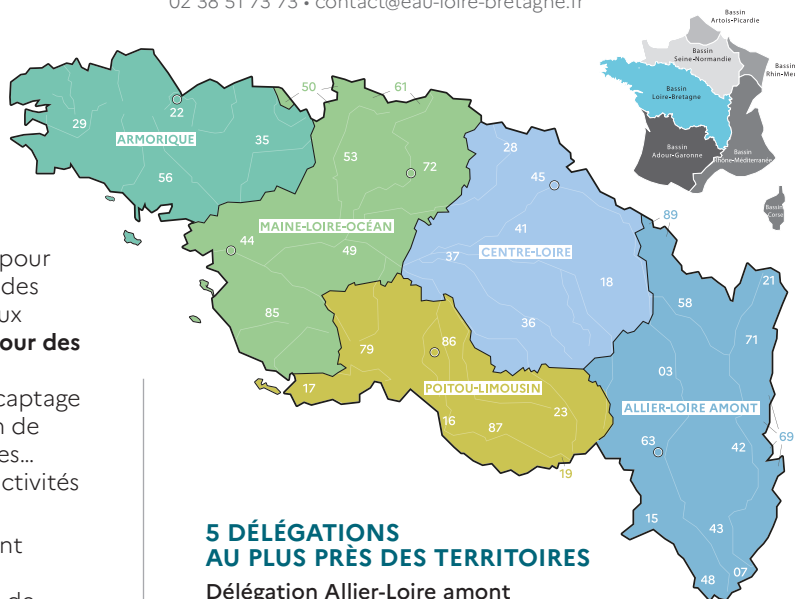 02 38 51 73 73 • contact@eau-loire-bretagne.fr
Bassin
Artois-Picardie
Bassin
Seine-Normandie
Bassin
Rhin-Me
Bassin
Loire-Bretagne
Bassin
Adour-Garonne
Bassin
Rhône-Méditerranée
Bassin
Corse
50
61
29
22
ARMORIQUE
35
56
53
72
28
45
MAINE-LOIRE-OCÉAN
44
49
41
37
CENTRE-LOIRE
18
36
89
21
58
71
85
79
86
03
17
POITOU-LIMOUSIN
16
87
23
19
ALLIER-LOIRE AMONT
63
42
69
15
43
48
07
pour
des
ux
our des
captage
n de
es...
ctivités
nt
de
5 DÉLÉGATIONS
AU PLUS PRÈS DES TERRITOIRES
Délégation Allier-Loire amont